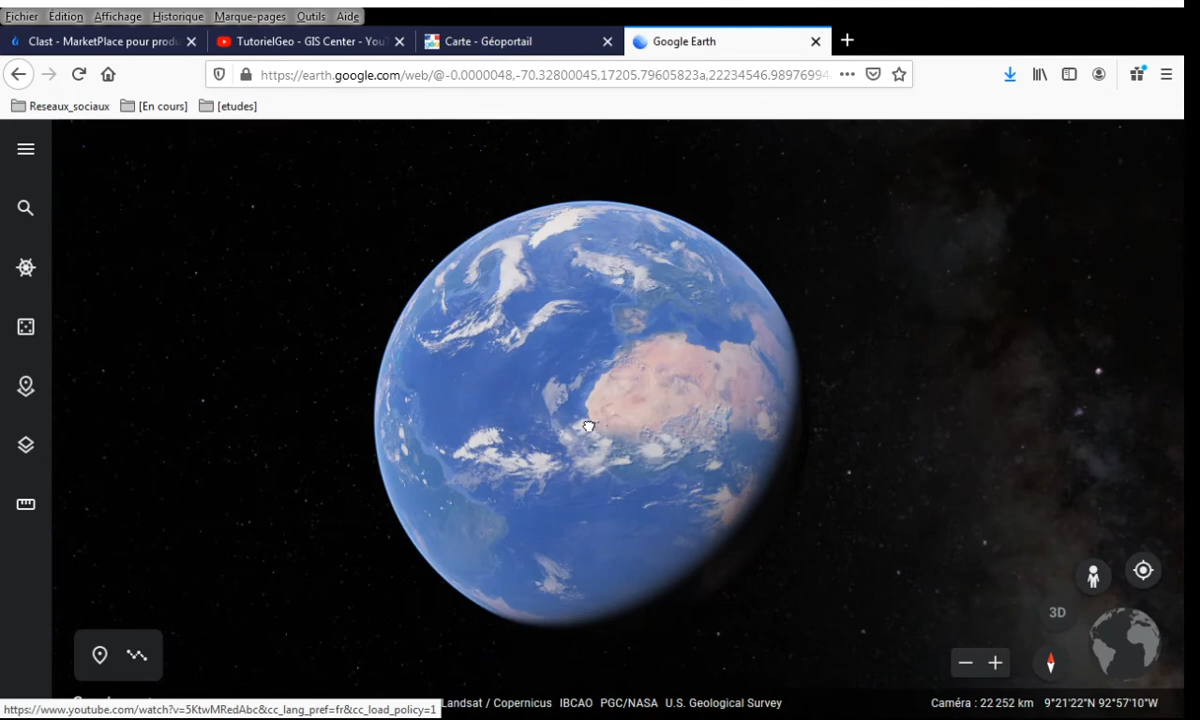 Fichier Édition Affichage Historique Marque-pages Outils Aide
Clast - MarketPlace pour produ
TutorielGeo - GIS Center - You
Carte - Géoportail
Google Earth
https://earth.google.com/web/@-0.0000048,-70.32800045,17205.79605823a,22234546.98976994
Reseaux_sociaux [En cours] [etudes]
3D
https://www.youtube.com/watch?v=5KtwMRedAbc&cc_lang_pref=fr&cc_load_policy=1
Landsat / Copernicus IBCAO PGC/NASA U.S. Geological Survey
Caméra : 22 252 km 9°21'22"N 92°57'10"W